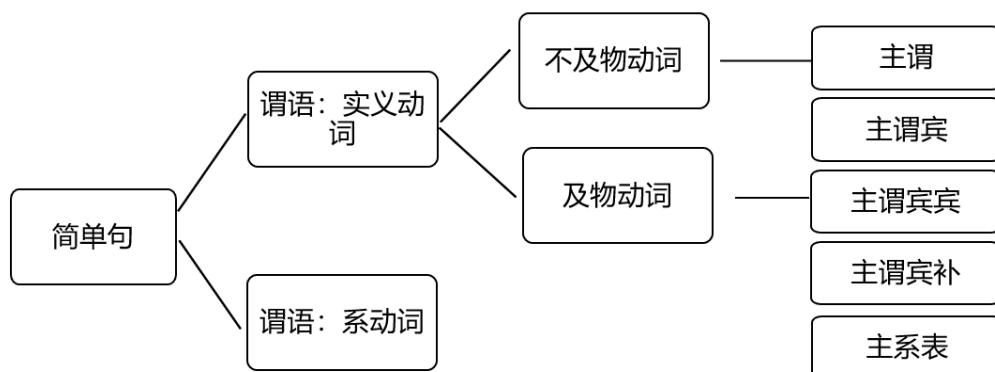 简单句
谓语：实义动
词
谓语：系动词
不及物动词
及物动词
主谓
主谓宾
主谓宾宾
主谓宾补
主系表